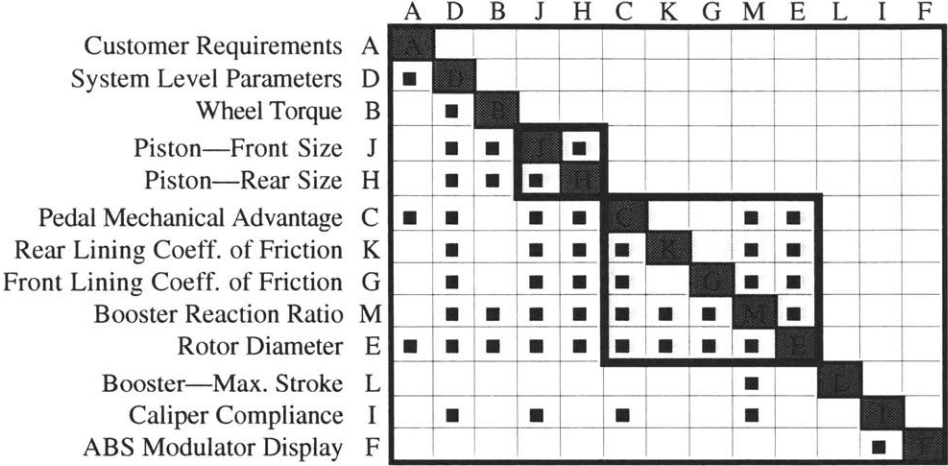 A D B J H C K G M E L I F
Customer Requirements A A
System Level Parameters D D
Wheel Torque B B
Piston—Front Size J J
Piston—Rear Size H H
Pedal Mechanical Advantage C C
Rear Lining Coeff. of Friction K K
Front Lining Coeff. of Friction G G
Booster Reaction Ratio M M
Rotor Diameter E E
Booster—Max. Stroke L L
Caliper Compliance I I
ABS Modulator Display F F